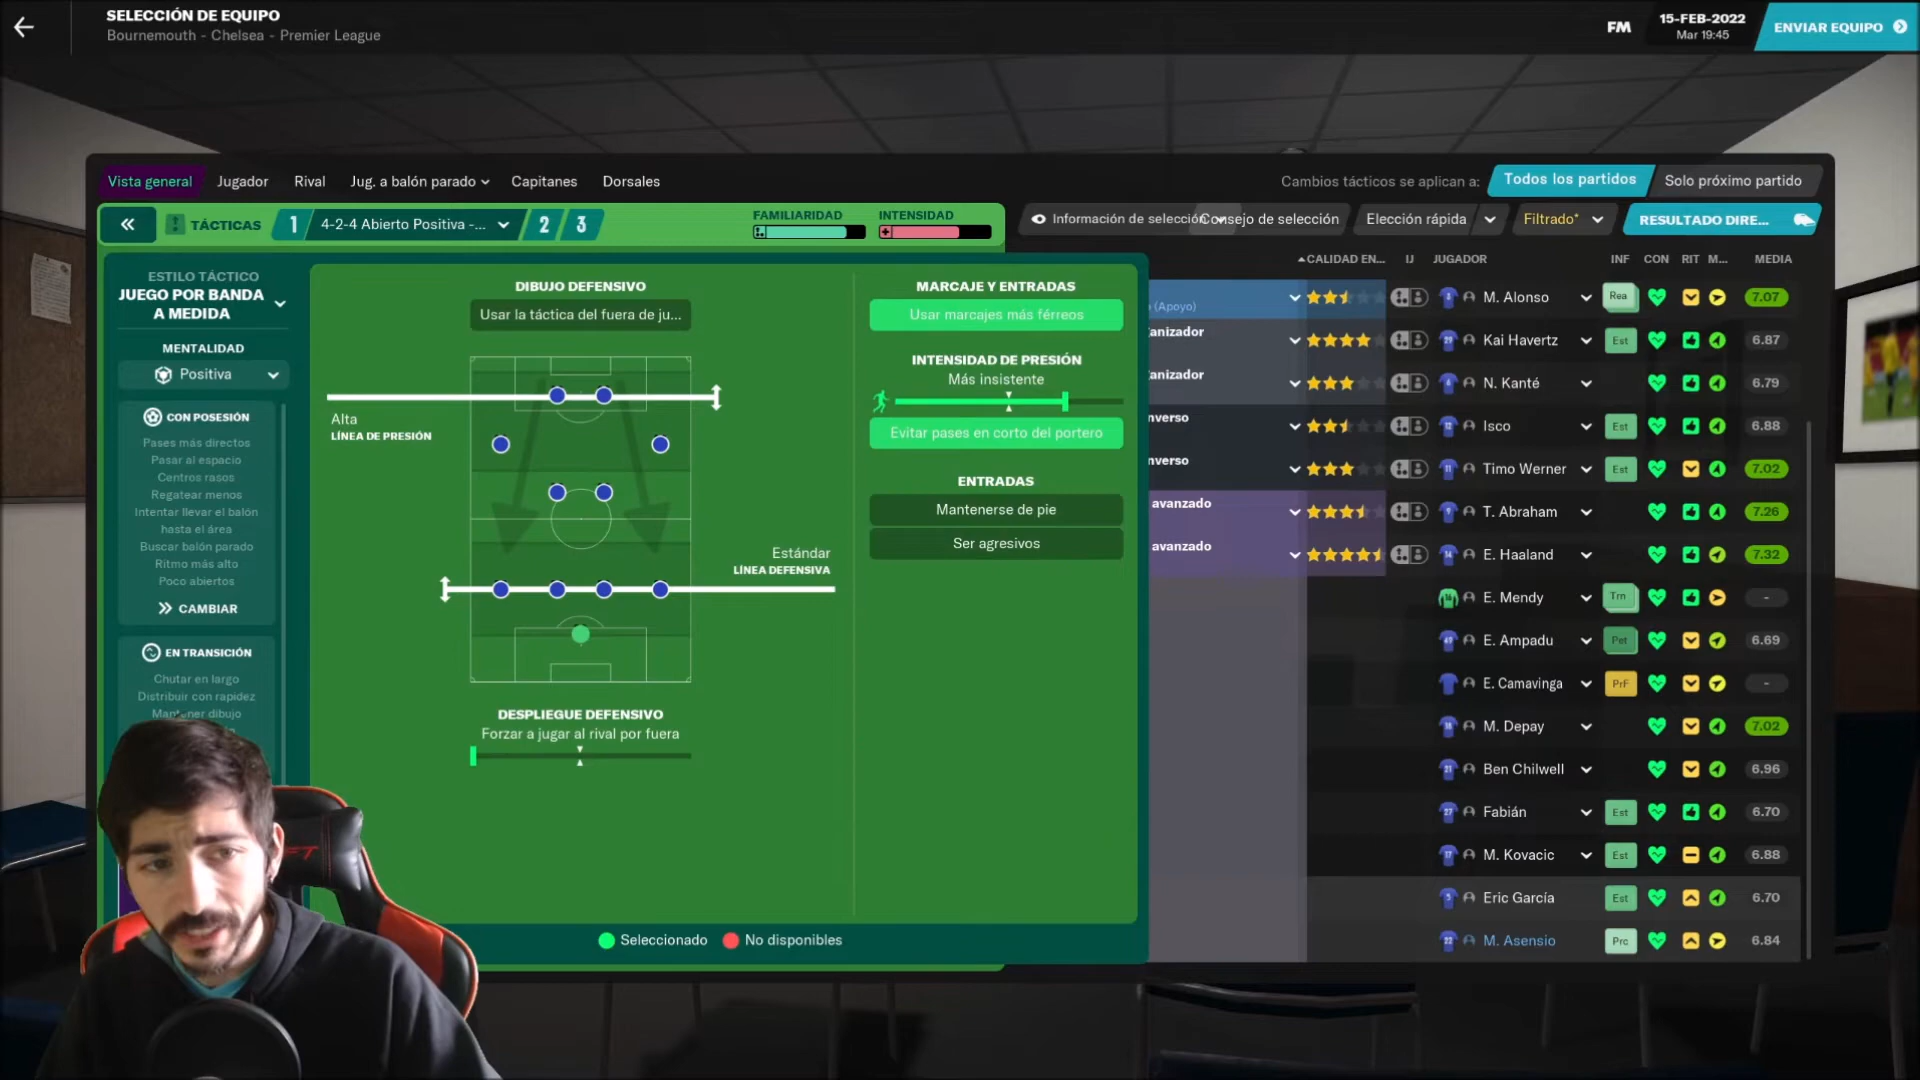 SELECCIÓN DE EQUIPO
Bournemouth - Chelsea - Premier League
FM
15-FEB-2022
Mar 19:45
ENVIAR EQUIPO
Vista general
Jugador
Rival
Jug. a balón parado
Capitanes
Dorsales
Cambios tácticos se aplican a:
Todos los partidos
Solo próximo partido
TÁCTICAS
1
4-2-4 Abierto Positiva -...
2
3
FAMILIARIDAD
INTENSIDAD
Información de selección
Consejo de selección
Elección rápida
Filtrado*
RESULTADO DIRE...
ESTILO TÁCTICO
JUEGO POR BANDA
A MEDIDA
MENTALIDAD
Positiva
CON POSESIÓN
Pases más directos
Pasar al espacio
Centros rasos
Regatear menos
Intentar llevar el balón
hasta el área
Buscar balón parado
Ritmo más alto
Poco abiertos
CAMBIAR
EN TRANSICIÓN
Chutar en largo
Distribuir con rapidez
Mantener dibujo
DIBUJO DEFENSIVO
Usar la táctica del fuera de ju...
Alta
LÍNEA DE PRESIÓN
Estándar
LÍNEA DEFENSIVA
DESPLIEGUE DEFENSIVO
Forzar a jugar al rival por fuera
MARCAJE Y ENTRADAS
Usar marcajes más férreos
INTENSIDAD DE PRESIÓN
Más insistente
Evitar pases en corto del portero
ENTRADAS
Mantenerse de pie
Ser agresivos
Seleccionado
No disponibles
CALIDAD EN...
IJ
JUGADOR
INF
CON
RIT
M...
MEDIA
(Apoyo)
M. Alonso
Rea
7.07
anizador
Kai Havertz
Est
6.87
anizador
N. Kanté
6.79
nverso
Isco
Est
6.88
nverso
Timo Werner
Est
7.02
avanzado
T. Abraham
7.26
avanzado
E. Haaland
7.32
E. Mendy
Trn
-
E. Ampadu
Pet
6.69
E. Camavinga
PrF
-
M. Depay
7.02
Ben Chilwell
6.96
Fabián
Est
6.70
M. Kovacic
Est
6.88
Eric García
Est
6.70
M. Asensio
Prc
6.84